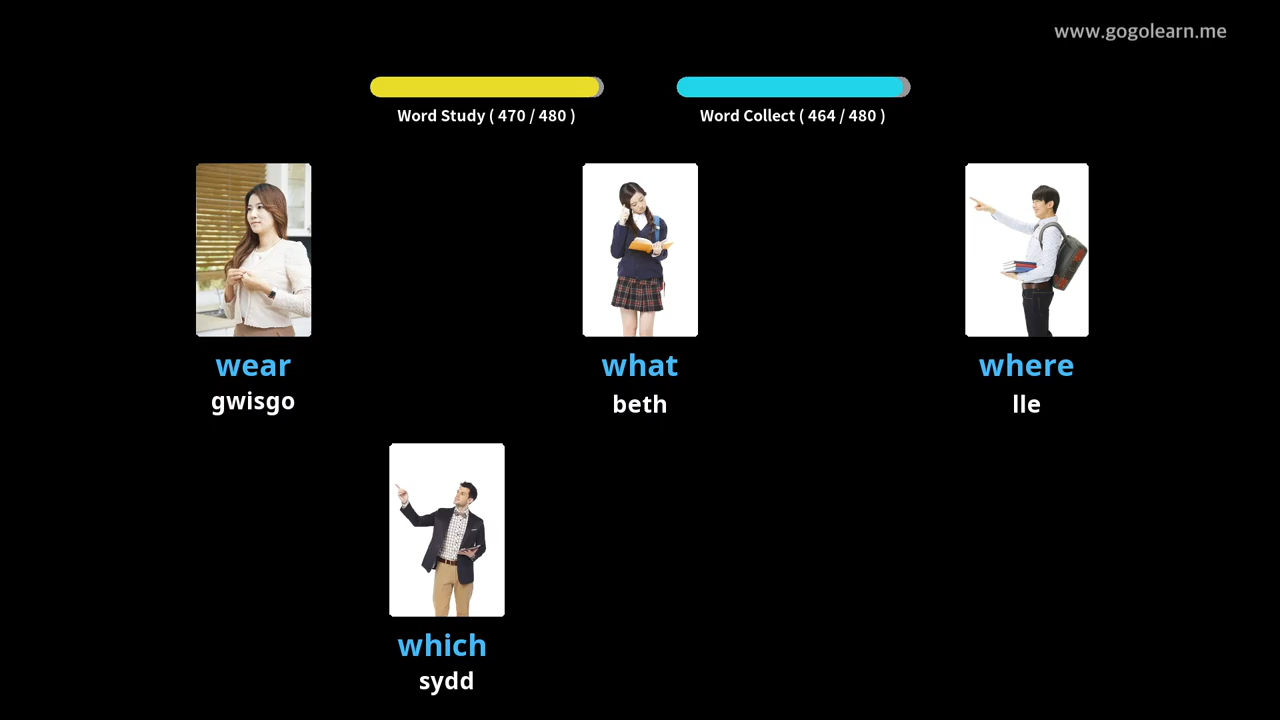 www.gogolearn.me
Word Study ( 470 / 480 )
Word Collect ( 464 / 480 )
wear
gwisgo
what
beth
where
lle
which
sydd